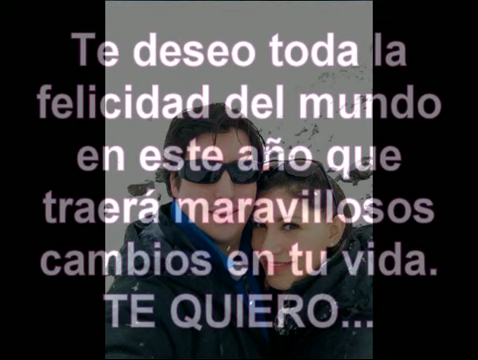 Te deseo toda la
felicidad del mundo
en este año que
traerá maravillosos
cambios en tu vida.
TE QUIERO...